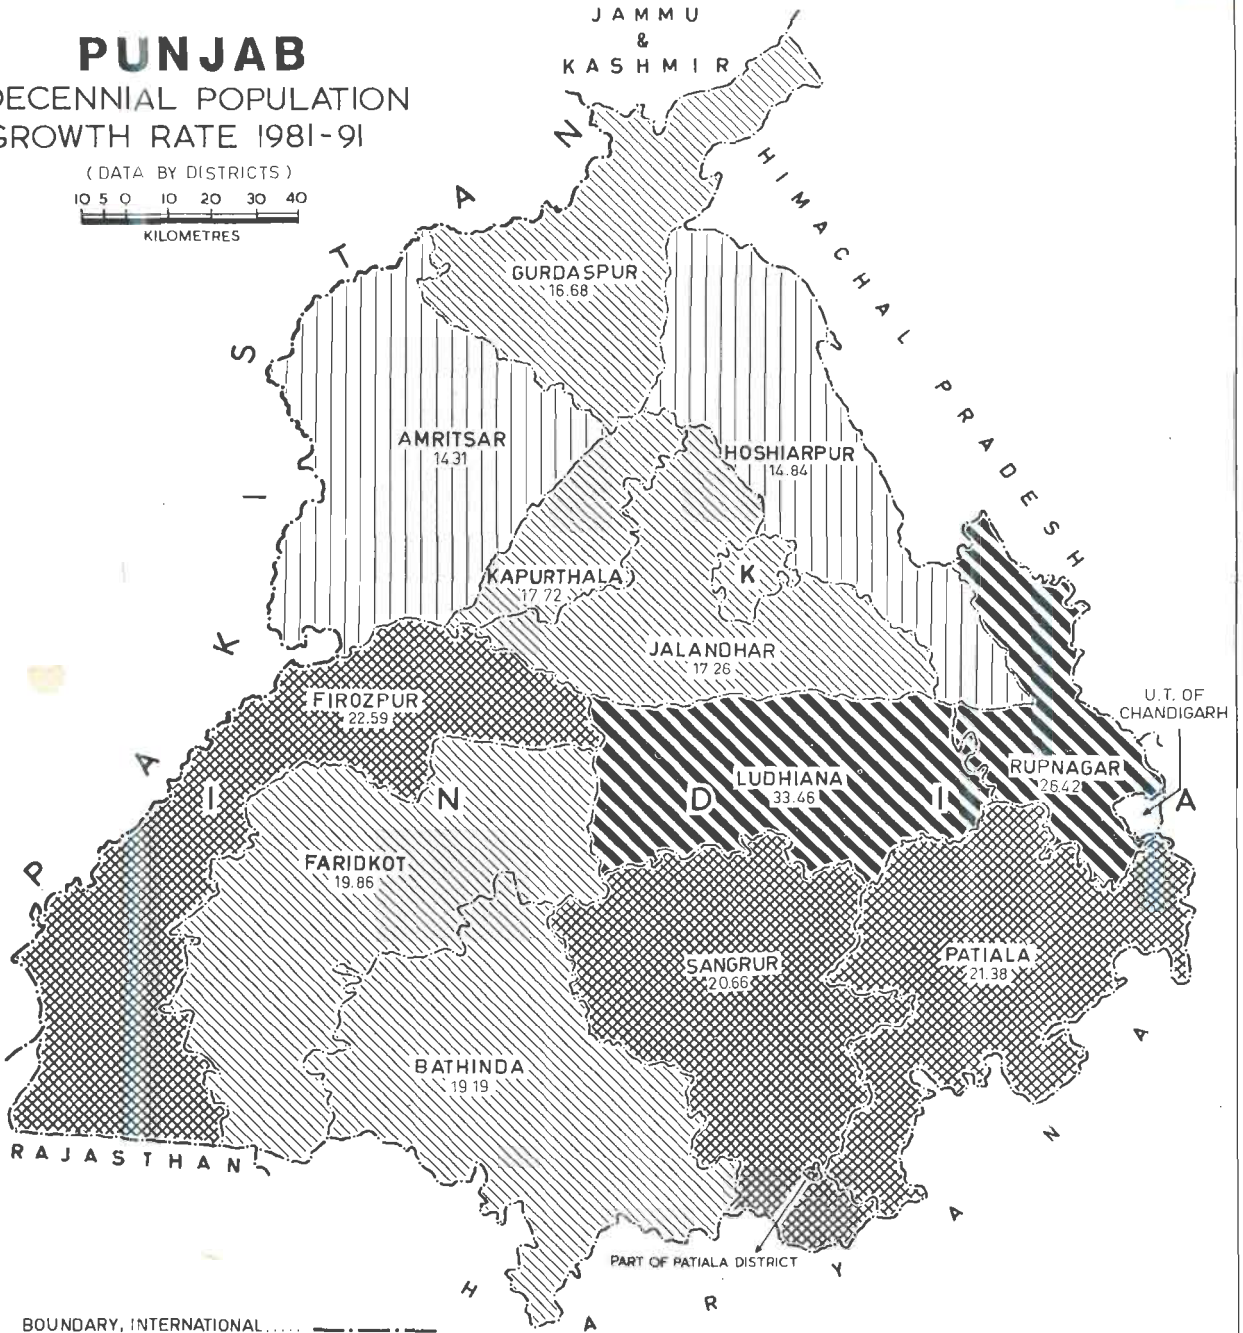 PUNJAB
DECENNIAL POPULATION
GROWTH RATE 1981-91
(DATA BY DISTRICTS)
10 5 0 10 20 30 40
KILOMETRES
JAMMU
&
KASHMIR
PAKISTAN
HIMACHAL PRADESH
GURDASPUR
16.68
AMRITSAR
14.31
HOSHIARPUR
14.84
KAPURTHALA
17.72
K
JALANDHAR
17.26
FIROZPUR
22.59
U.T. OF
CHANDIGARH
LUDHIANA
33.46
RUPNAGAR
26.42
INDIA
FARIDKOT
19.86
SANGRUR
20.66
PATIALA
21.38
BATHINDA
19.19
RAJASTHAN
HARYANA
PART OF PATIALA DISTRICT
BOUNDARY, INTERNATIONAL.....